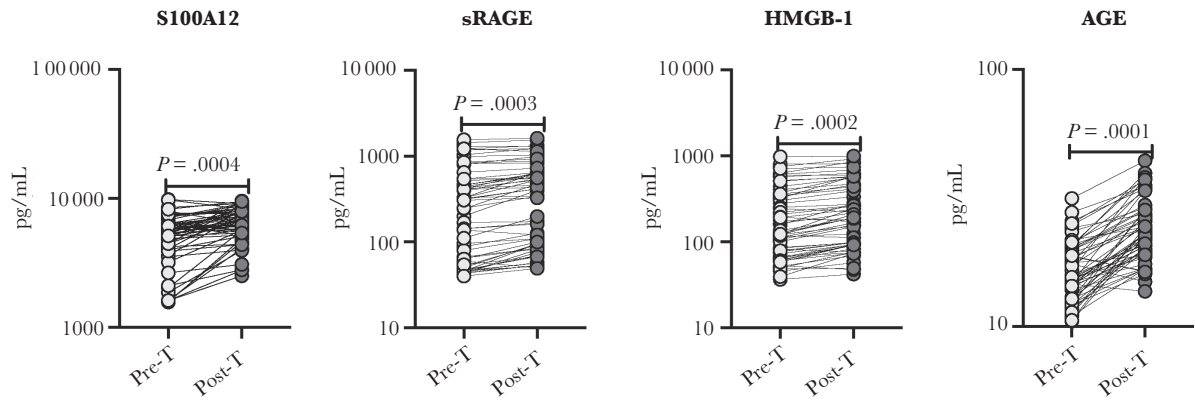 S100A12
sRAGE
HMGB-1
AGE
100 000
10 000
1000
pg/mL
P = .0004
Pre-T
Post-T
10 000
1000
100
10
pg/mL
P = .0003
Pre-T
Post-T
10 000
1000
100
10
pg/mL
P = .0002
Pre-T
Post-T
100
10
pg/mL
P = .0001
Pre-T
Post-T